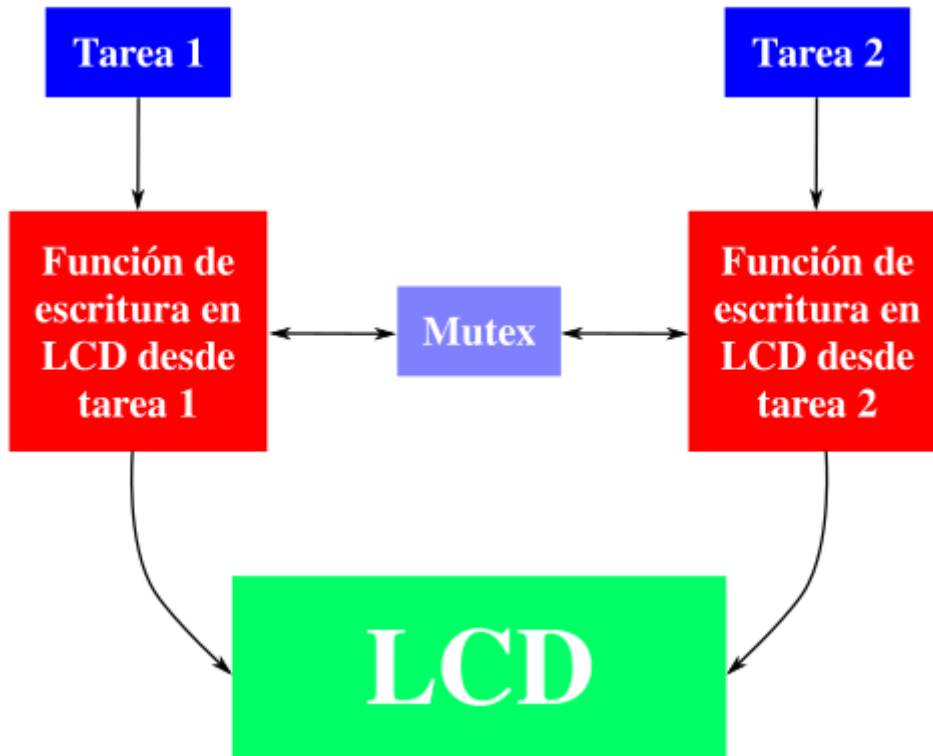 Tarea 1
Tarea 2
Función de
escritura en
LCD desde
tarea 1
Mutex
Función de
escritura en
LCD desde
tarea 2
LCD